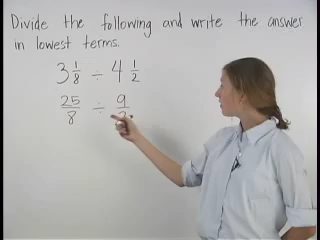 Divide the following and write the answer
in lowest terms.
3 1/8 ÷ 4 1/2
25/8 ÷ 9/2